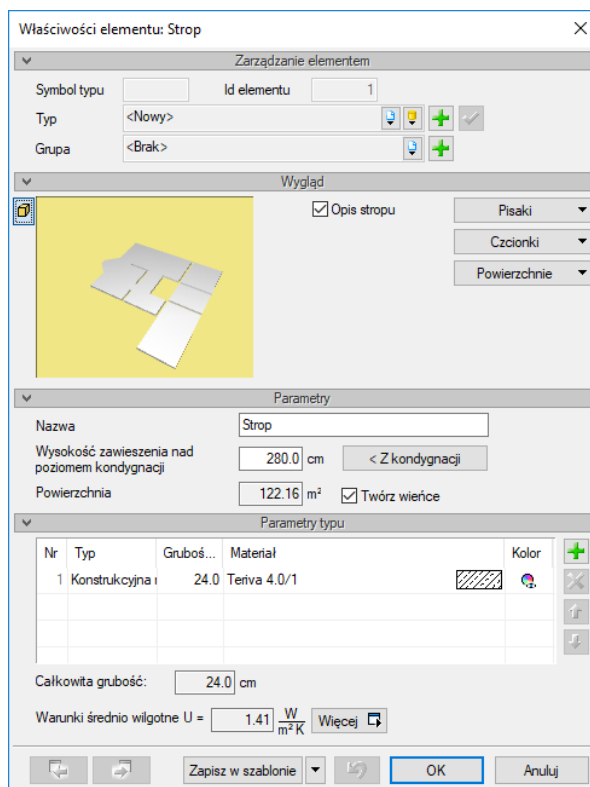 Właściwości elementu: Strop
Zarządzanie elementem
Symbol typu Id elementu 1
Typ <Nowy>
Grupa <Brak>
Wygląd
Opis stropu Pisaki
Czcionki
Powierzchnie
Parametry
Nazwa Strop
Wysokość zawieszenia nad
poziomem kondygnacji 280.0 cm < Z kondygnacji
Powierzchnia 122.16 m² Twórz wieńce
Parametry typu
Nr Typ Gruboś... Materiał Kolor
1 Konstrukcyjna 24.0 Teriva 4.0/1
Całkowita grubość: 24.0 cm
Warunki średnio wilgotne U = 1.41 W/m² K Więcej
Zapisz w szablonie OK Anuluj